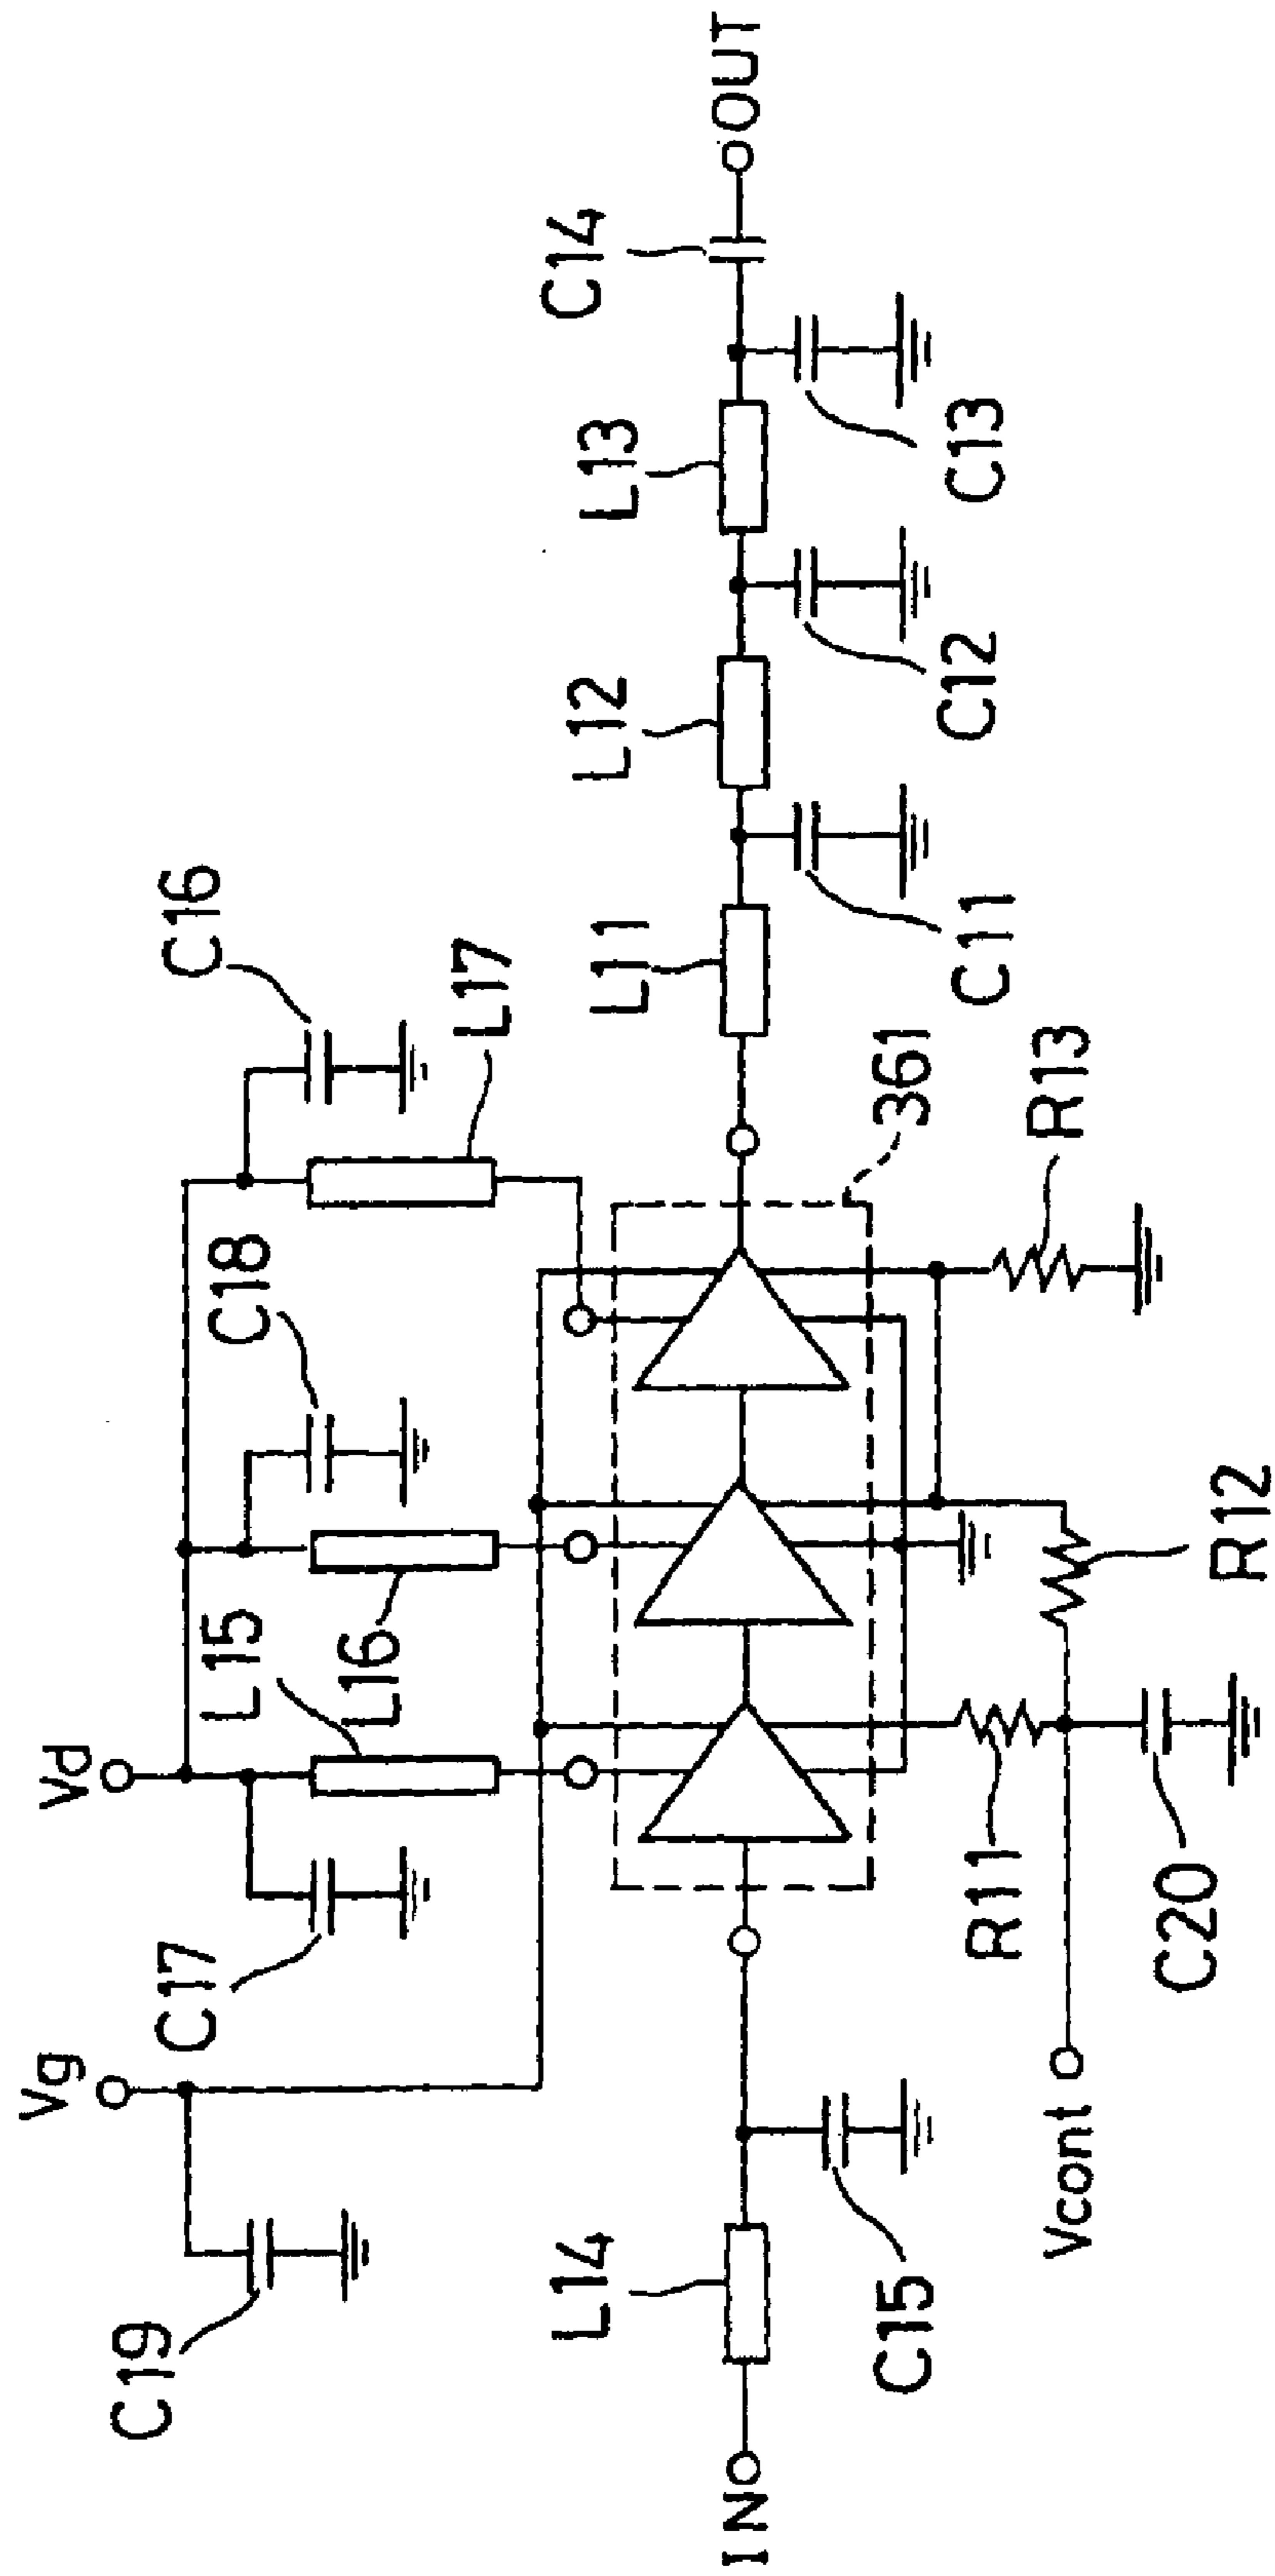 Vg
Vd
C19
C17
L15
L16
C18
L17
C16
IN
L14
C15
361
L11
L12
L13
C14
OUT
C11
C12
C13
Vcont
R11
C20
R12
R13